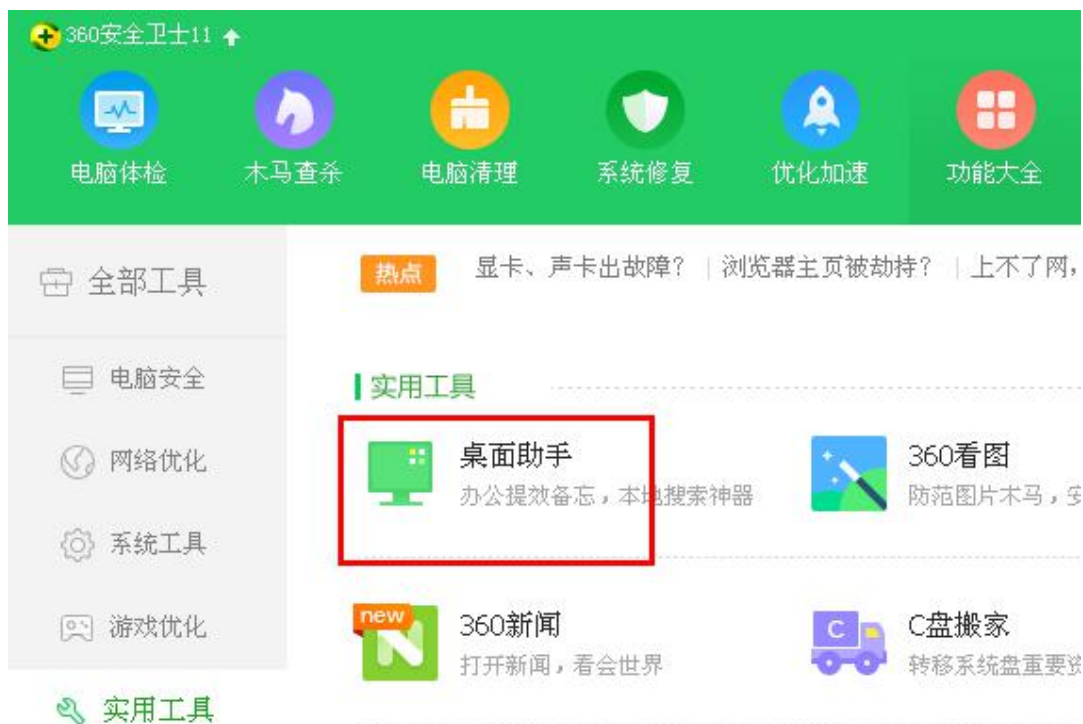 360安全卫士11
电脑体检 木马查杀 电脑清理 系统修复 优化加速 功能大全
全部工具
热点 显卡、声卡出故障? 浏览器主页被劫持? 上不了网,
电脑安全
实用工具
网络优化
桌面助手
办公提效备忘,本地搜索神器
360看图
防范图片木马,安
系统工具
游戏优化
new
360新闻
打开新闻,看会世界
C
C盘搬家
转移系统盘重要资
实用工具